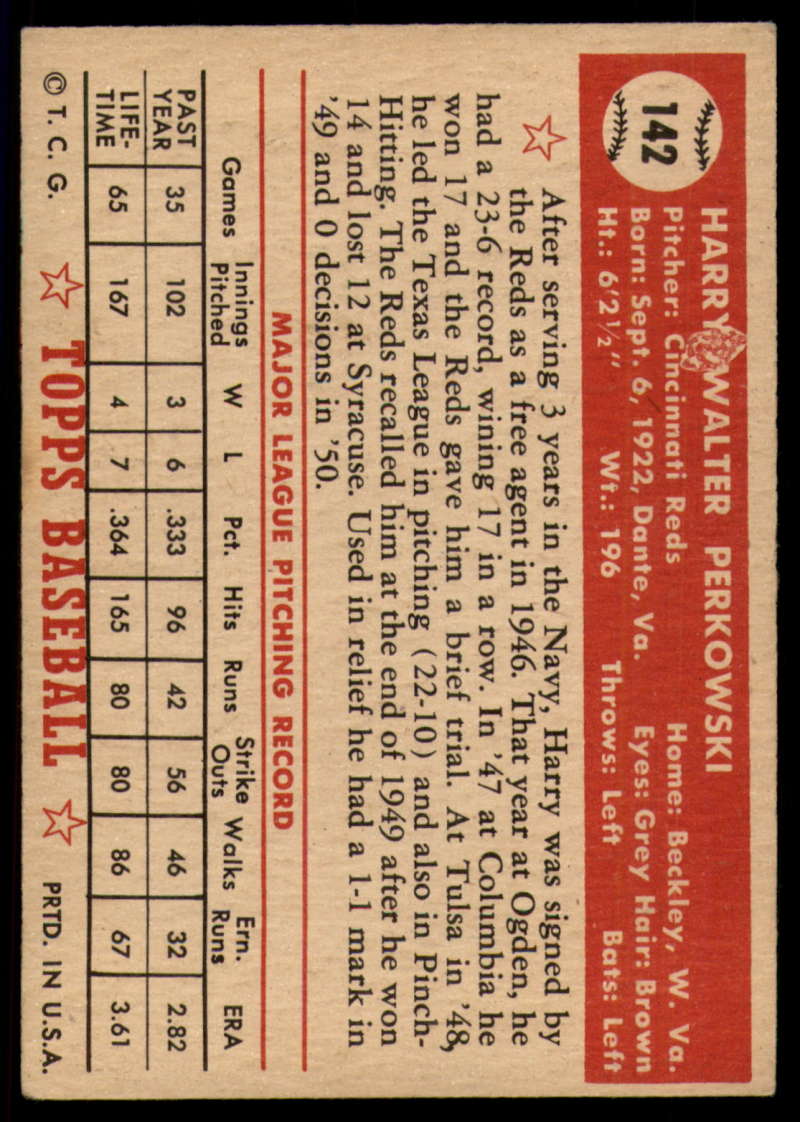 142
HARRY WALTER PERKOWSKI
Pitcher: Cincinnati Reds Home: Beckley, W. Va.
Born: Sept. 6, 1922, Dante, Va. Eyes: Grey Hair: Brown
Ht.: 6'2½" Wt.: 196 Throws: Left Bats: Left
After serving 3 years in the Navy, Harry was signed by
the Reds as a free agent in 1946. That year at Ogden, he
had a 23-6 record, wining 17 in a row. In '47 at Columbia he
won 17 and the Reds gave him a brief trial. At Tulsa in '48,
he led the Texas League in pitching (22-10) and also in Pinch-
Hitting. The Reds recalled him at the end of 1949 after he won
14 and lost 12 at Syracuse. Used in relief he had a 1-1 mark in
'49 and 0 decisions in '50.
MAJOR LEAGUE PITCHING RECORD
Games Innings Pitched W L Pct. Hits Runs Strike Outs Walks Ern. Runs ERA
PAST YEAR 35 102 3 6 .333 96 42 56 46 32 2.82
LIFE-TIME 65 167 4 7 .364 165 80 80 86 67 3.61
© T. C. G. TOPPS BASEBALL PRTD. IN U.S.A.